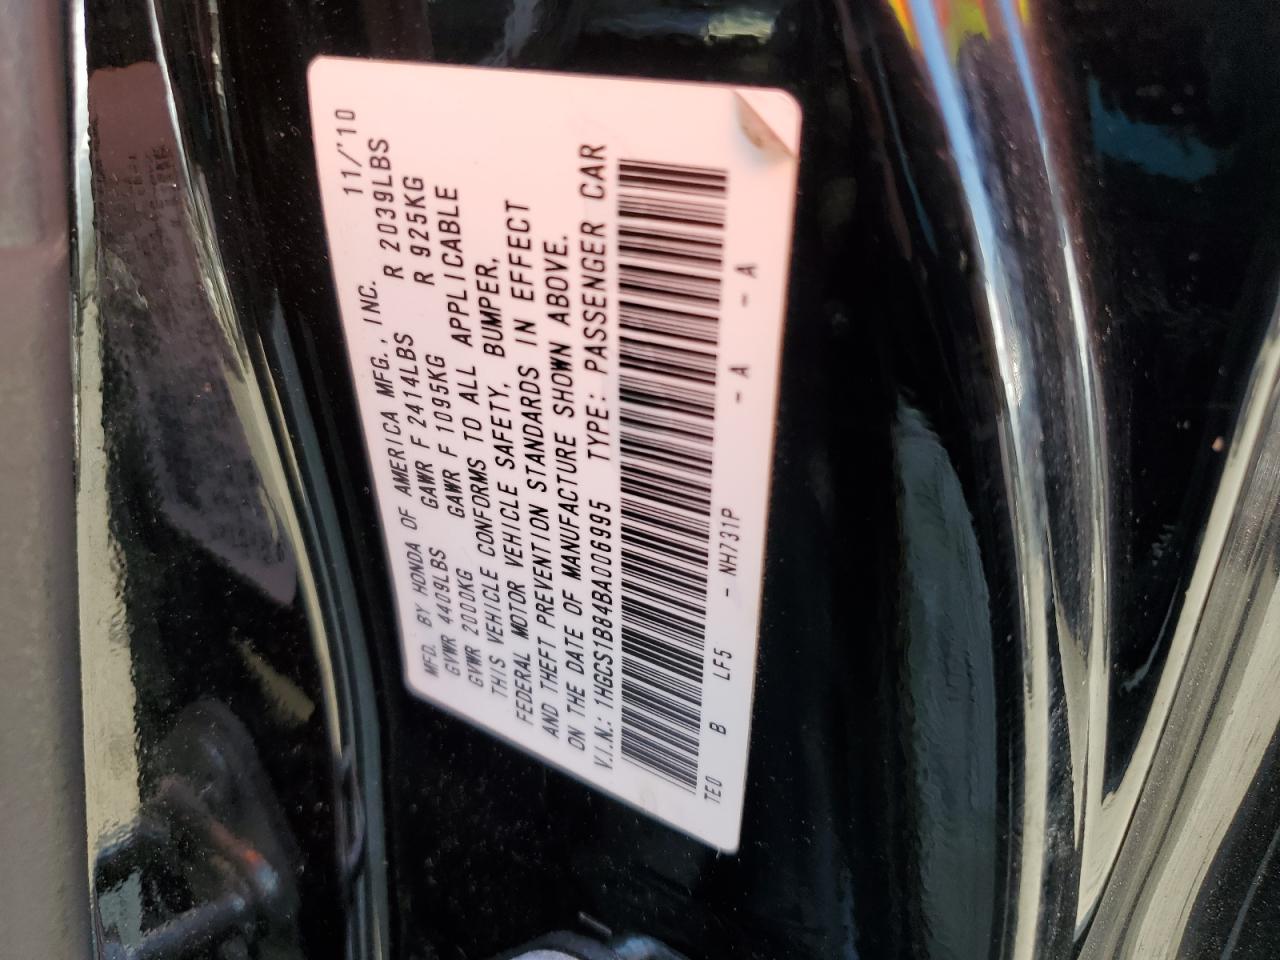 MFD. BY HONDA OF AMERICA MFG., INC. 11/'10
GVWR 4409LBS GAWR F 2414LBS R 2039LBS
GVWR 2000KG GAWR F 1095KG R 925KG
THIS VEHICLE CONFORMS TO ALL APPLICABLE
FEDERAL MOTOR VEHICLE SAFETY, BUMPER,
AND THEFT PREVENTION STANDARDS IN EFFECT
ON THE DATE OF MANUFACTURE SHOWN ABOVE.
V.I.N.: 1HGCS1B84BA006995 TYPE: PASSENGER CAR
TE0 B LF5 - NH731P - A - A